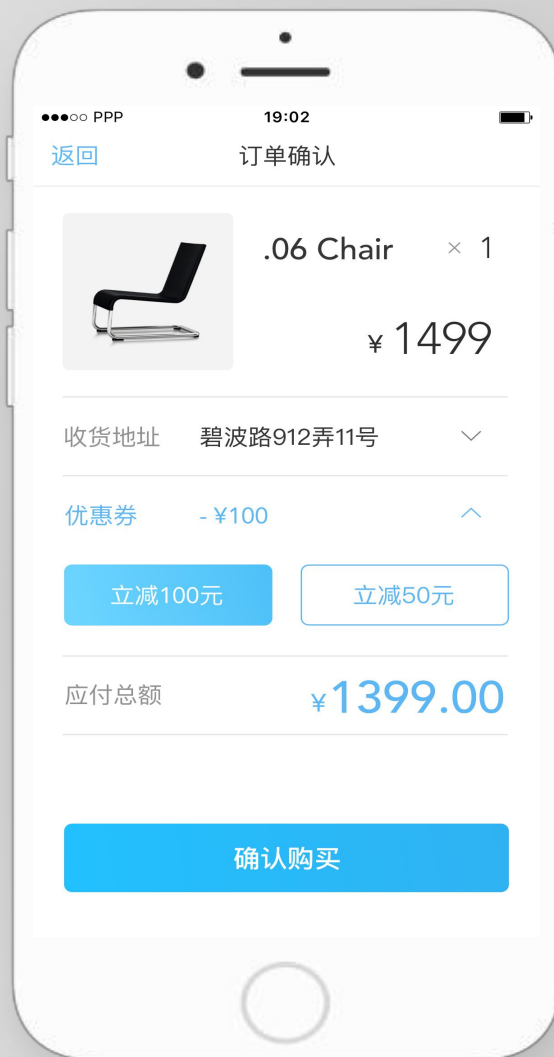 ●●●○○ PPP 19:02
返回 订单确认
.06 Chair × 1
¥ 1499
收货地址 碧波路912弄11号
优惠券 - ¥100
立减100元 立减50元
应付总额 ¥1399.00
确认购买